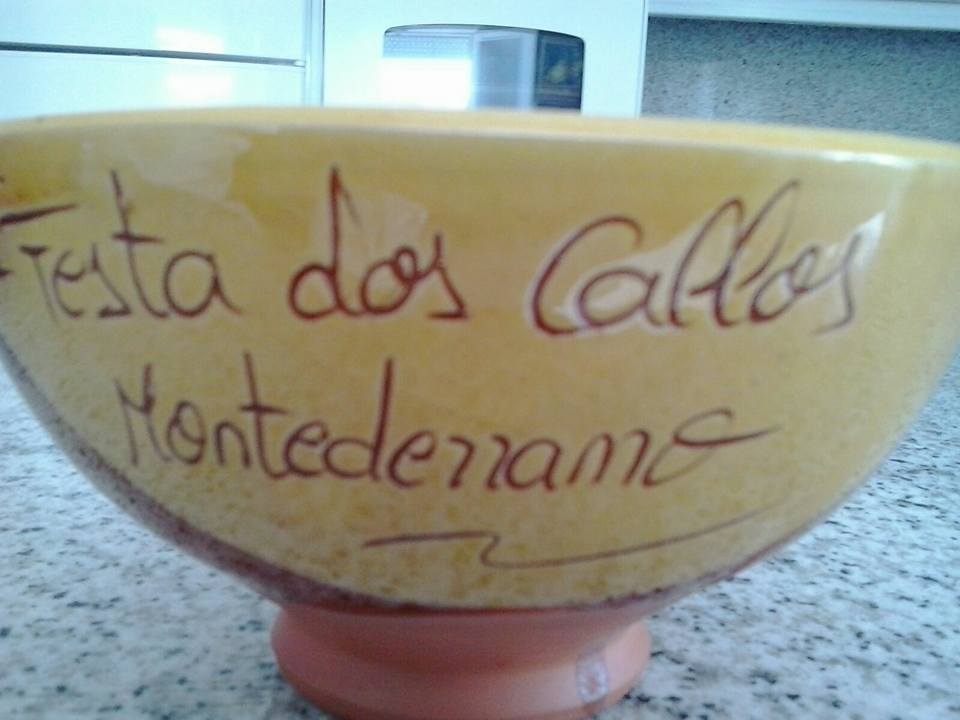 Festa dos Callos
Montederramo